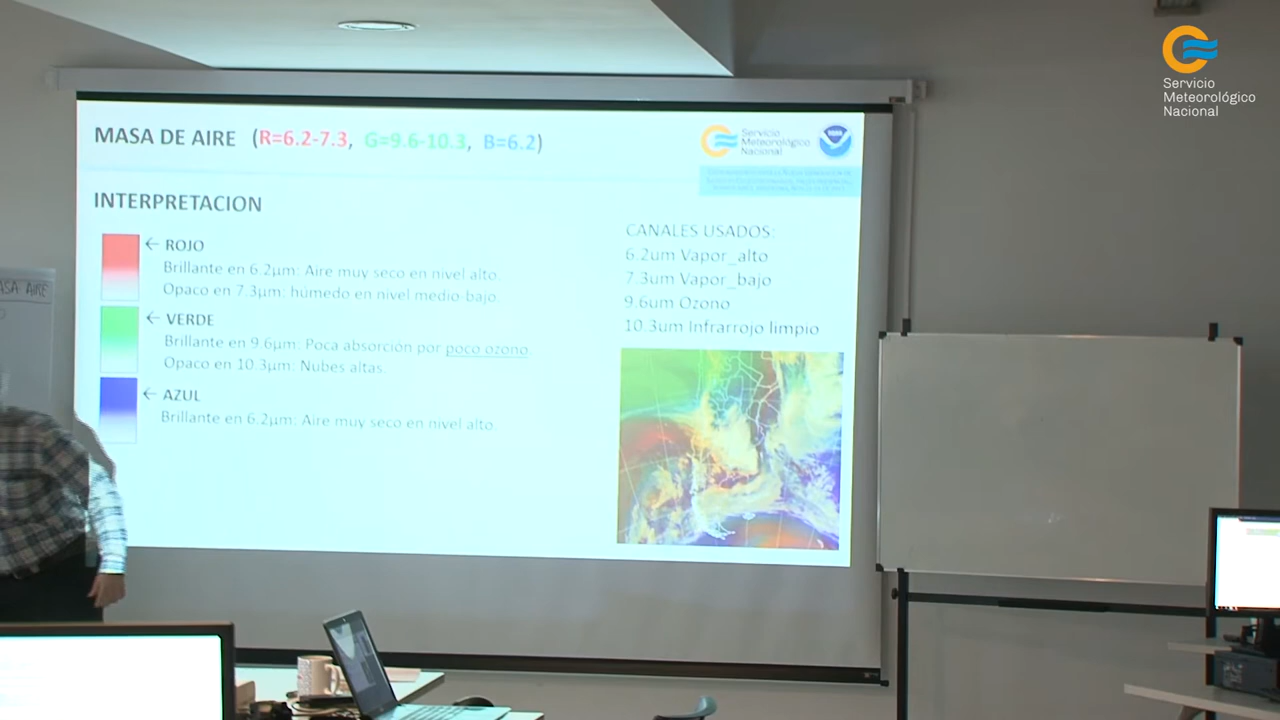 Servicio
Meteorológico
Nacional
MASA DE AIRE (R=6.2-7.3, G=9.6-10.3, B=6.2)
Servicio
Meteorológico
Nacional
INTERPRETACION
← ROJO
Brillante en 6.2µm: Aire muy seco en nivel alto.
Opaco en 7.3µm: húmedo en nivel medio-bajo.
← VERDE
Brillante en 9.6µm: Poca absorción por poco ozono.
Opaco en 10.3µm: Nubes altas.
← AZUL
Brillante en 6.2µm: Aire muy seco en nivel alto.
CANALES USADOS:
6.2um Vapor_alto
7.3um Vapor_bajo
9.6um Ozono
10.3um Infrarrojo limpio
ASA AIRE